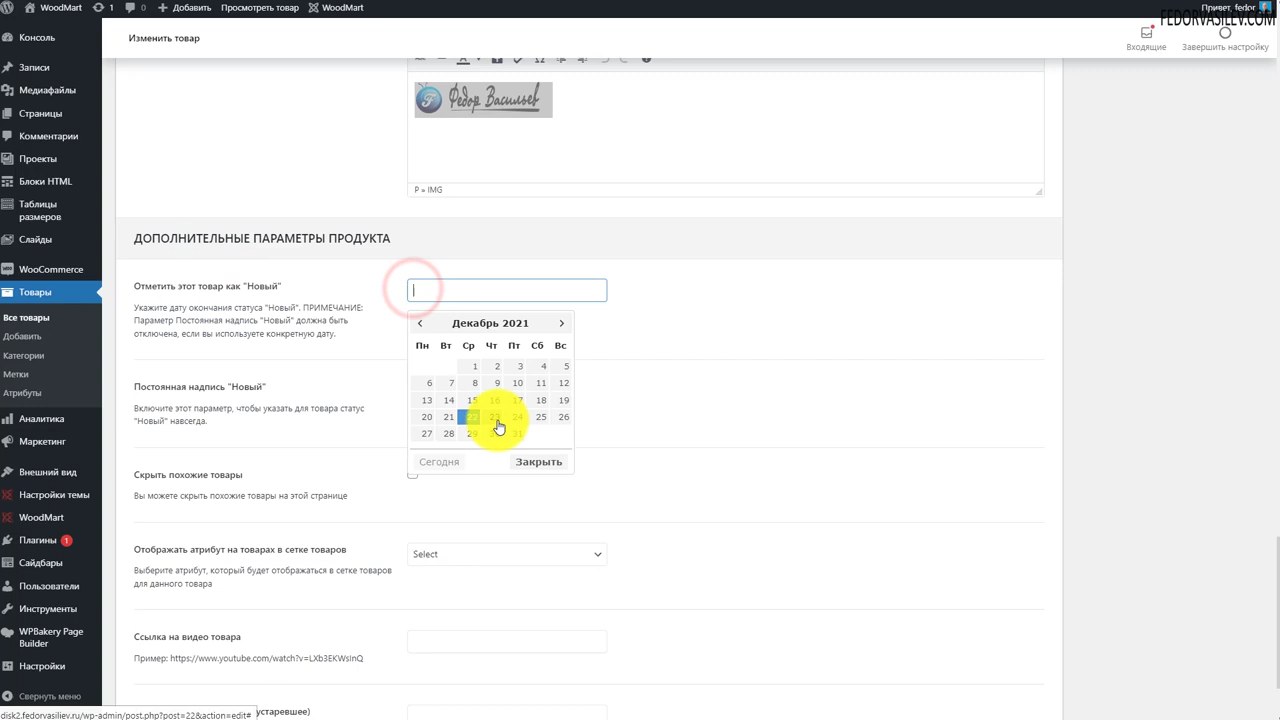 WoodMart
1
0
Добавить
Посмотреть товар
WoodMart
Привет, fedor
FEDORVASILEV.COM
Изменить товар
Входящие
Завершить настройку
Консоль
Записи
Медиафайлы
Страницы
Комментарии
Проекты
Блоки HTML
Таблицы
размеров
Слайды
WooCommerce
Товары
Все товары
Добавить
Категории
Метки
Атрибуты
Аналитика
Маркетинг
Внешний вид
Настройки темы
WoodMart
Плагины 1
Сайдбары
Пользователи
Инструменты
WPBakery Page
Builder
Настройки
Свернуть меню
Федор Васильев
P » IMG
ДОПОЛНИТЕЛЬНЫЕ ПАРАМЕТРЫ ПРОДУКТА
Отметить этот товар как "Новый"
Укажите дату окончания статуса "Новый". ПРИМЕЧАНИЕ:
Параметр Постоянная надпись "Новый" должна быть
отключена, если вы используете конкретную дату.
Декабрь 2021
Пн Вт Ср Чт Пт Сб Вс
1 2 3 4 5
6 7 8 9 10 11 12
13 14 15 16 17 18 19
20 21 22 23 24 25 26
27 28 29 30 31
Сегодня Закрыть
Постоянная надпись "Новый"
Включите этот параметр, чтобы указать для товара статус
"Новый" навсегда.
Скрыть похожие товары
Вы можете скрыть похожие товары на этой странице
Отображать атрибут на товарах в сетке товаров
Выберите атрибут, который будет отображаться в сетке товаров
для данного товара
Select
Ссылка на видео товара
Пример: https://www.youtube.com/watch?v=LXb3EKWsInQ
устаревшее)
disk2.fedorvasiliev.ru/wp-admin/post.php?post=22&action=edit#